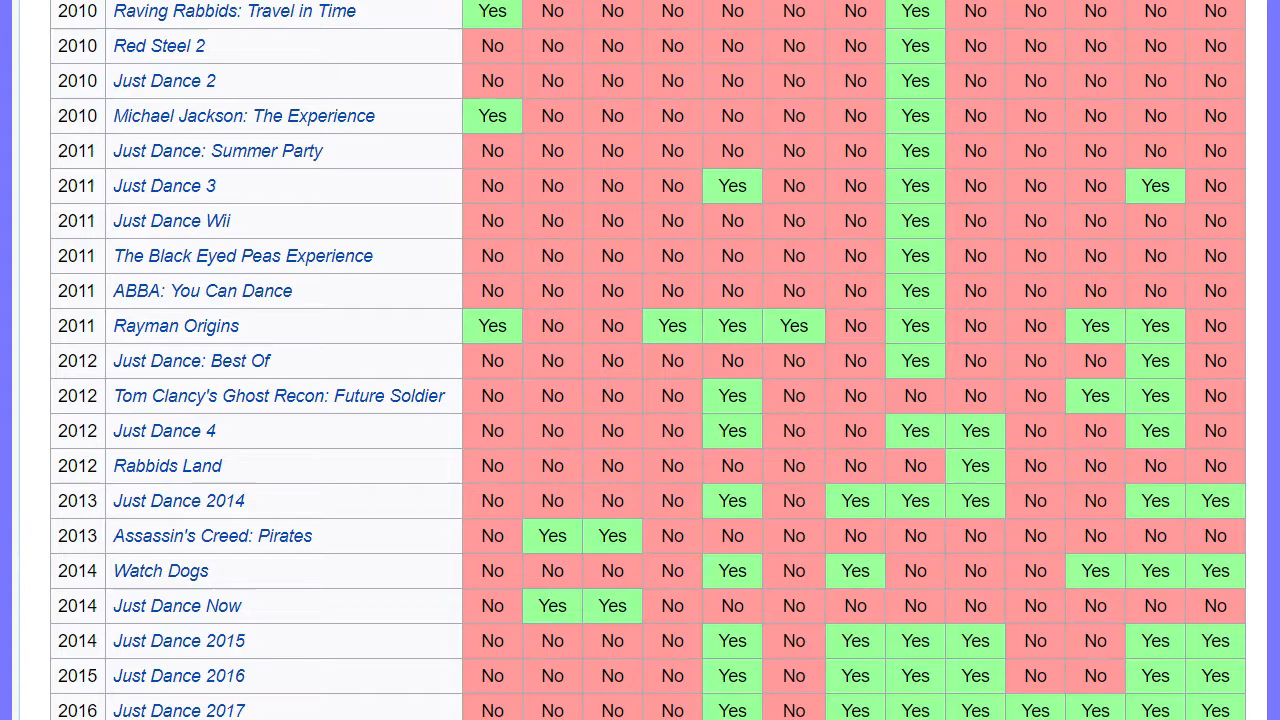 2010 Raving Rabbids: Travel in Time Yes No No No No No No Yes No No No No No
2010 Red Steel 2 No No No No No No No Yes No No No No No
2010 Just Dance 2 No No No No No No No Yes No No No No No
2010 Michael Jackson: The Experience Yes No No No No No No Yes No No No No No
2011 Just Dance: Summer Party No No No No No No No Yes No No No No No
2011 Just Dance 3 No No No No Yes No No Yes No No No Yes No
2011 Just Dance Wii No No No No No No No Yes No No No No No
2011 The Black Eyed Peas Experience No No No No No No No Yes No No No No No
2011 ABBA: You Can Dance No No No No No No No Yes No No No No No
2011 Rayman Origins Yes No No Yes Yes Yes No Yes No No Yes Yes No
2012 Just Dance: Best Of No No No No No No No Yes No No No Yes No
2012 Tom Clancy's Ghost Recon: Future Soldier No No No No Yes No No No No No Yes Yes No
2012 Just Dance 4 No No No No Yes No No Yes Yes No No Yes No
2012 Rabbids Land No No No No No No No No Yes No No No No
2013 Just Dance 2014 No No No No Yes No Yes Yes Yes No No Yes Yes
2013 Assassin's Creed: Pirates No Yes Yes No No No No No No No No No No
2014 Watch Dogs No No No No Yes No Yes No No No Yes Yes Yes
2014 Just Dance Now No Yes Yes No No No No No No No No No No
2014 Just Dance 2015 No No No No Yes No Yes Yes Yes No No Yes Yes
2015 Just Dance 2016 No No No No Yes No Yes Yes Yes No No Yes Yes
2016 Just Dance 2017 No No No No Yes No Yes Yes Yes Yes Yes Yes Yes